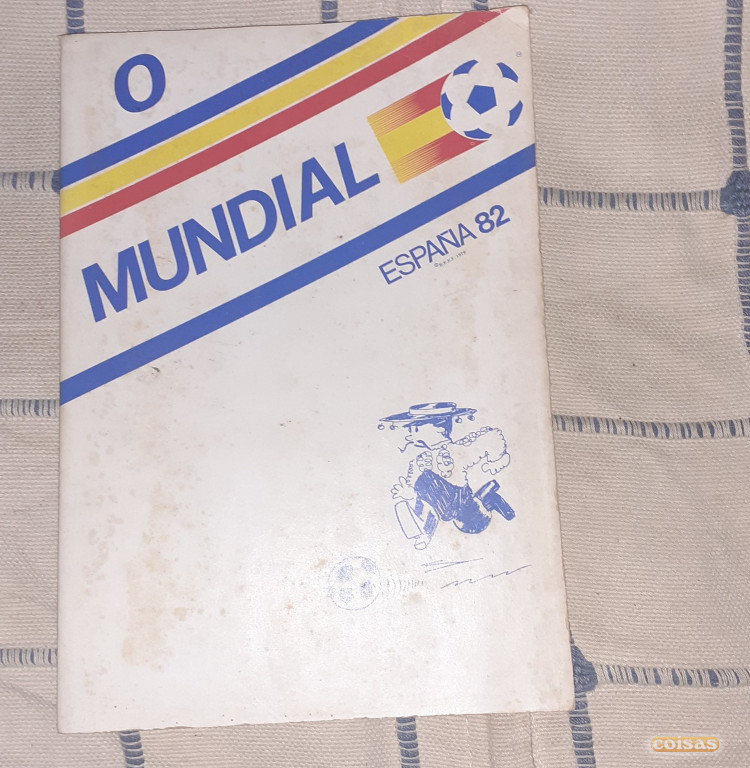 O
MUNDIAL
ESPAÑA 82
coisas